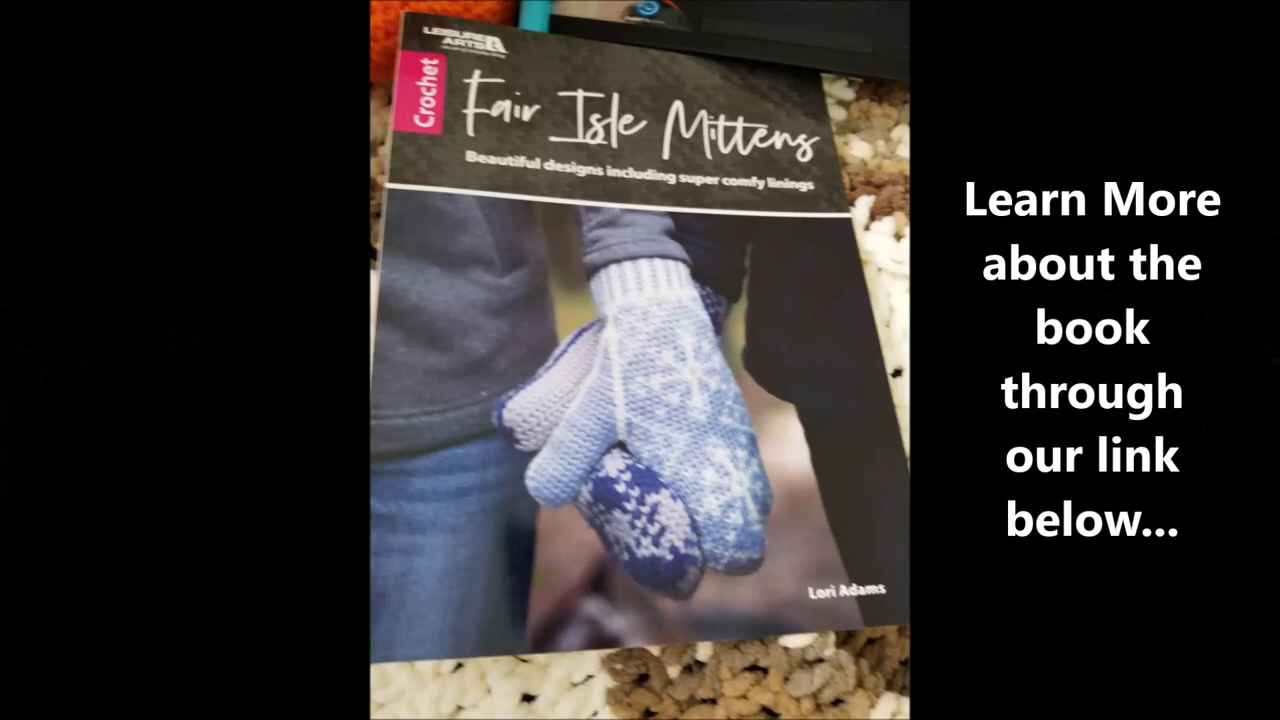 LEISURE
ARTS
Crochet
Fair Isle Mittens
Beautiful designs including super comfy linings
Lori Adams
Learn More
about the
book
through
our link
below...